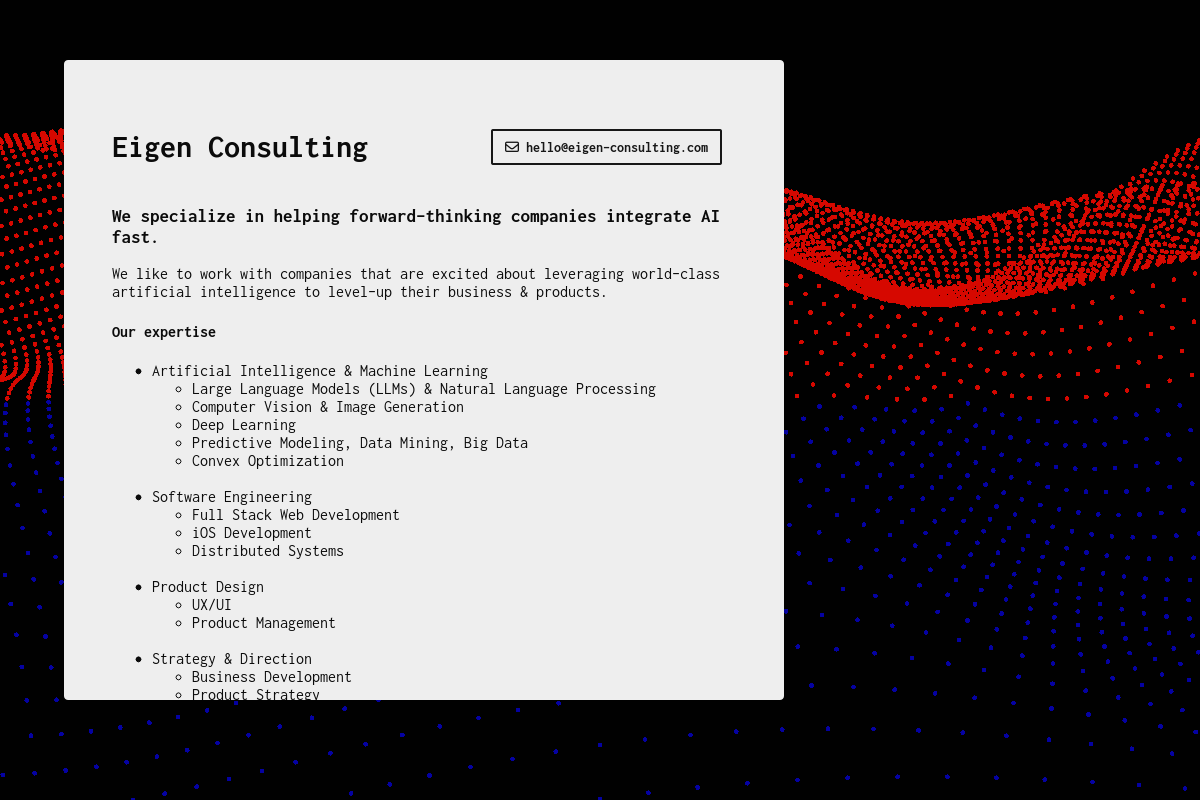 Eigen Consulting
hello@eigen-consulting.com
We specialize in helping forward-thinking companies integrate AI
fast.
We like to work with companies that are excited about leveraging world-class
artificial intelligence to level-up their business & products.
Our expertise
Artificial Intelligence & Machine Learning
Large Language Models (LLMs) & Natural Language Processing
Computer Vision & Image Generation
Deep Learning
Predictive Modeling, Data Mining, Big Data
Convex Optimization
Software Engineering
Full Stack Web Development
iOS Development
Distributed Systems
Product Design
UX/UI
Product Management
Strategy & Direction
Business Development
Product Strategy